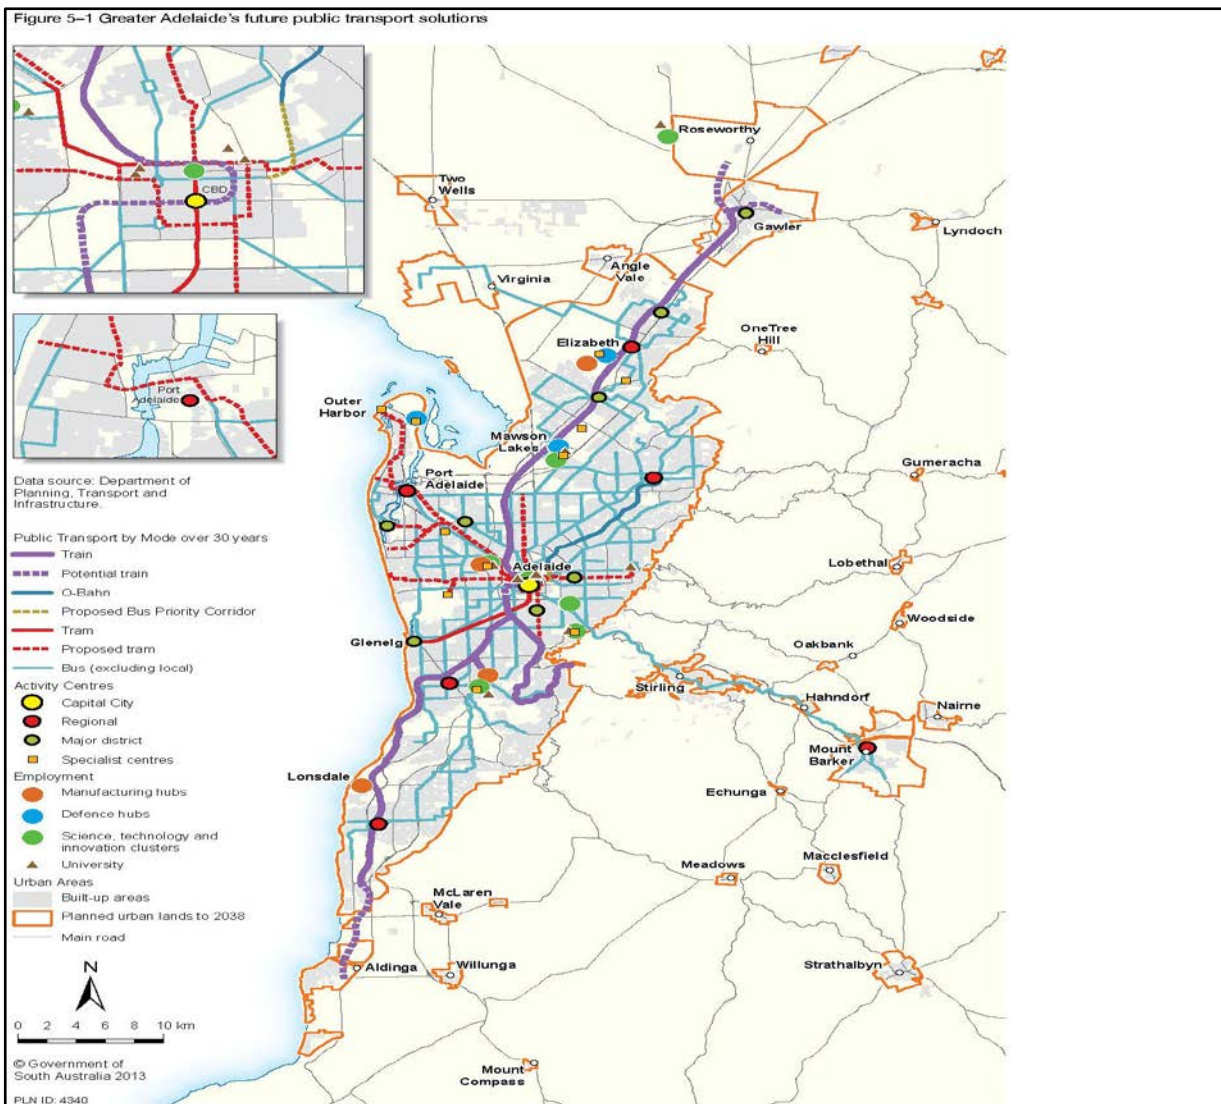 Figure 5–1 Greater Adelaide's future public transport solutions
CBD
Port
Adelaide
Data source: Department of
Planning, Transport and
Infrastructure.
Public Transport by Mode over 30 years
Train
Potential train
O-Bahn
Proposed Bus Priority Corridor
Tram
Proposed tram
Bus (excluding local)
Activity Centres
Capital City
Regional
Major district
Specialist centres
Employment
Manufacturing hubs
Defence hubs
Science, technology and
innovation clusters
University
Urban Areas
Built-up areas
Planned urban lands to 2038
Main road
N
0 2 4 6 8 10 km
© Government of
South Australia 2013
PLN ID: 4340
Roseworthy
Two
Wells
Gawler
Lyndoch
Angle
Vale
Virginia
OneTree
Hill
Elizabeth
Outer
Harbor
Mawson
Lakes
Port
Adelaide
Gumeracha
Adelaide
Lobethal
Woodside
Glenelg
Oakbank
Stirling
Hahndorf
Nairne
Mount
Barker
Lonsdale
Echunga
Meadows
Macclesfield
McLaren
Vale
Aldinga
Willunga
Strathalbyn
Mount
Compass